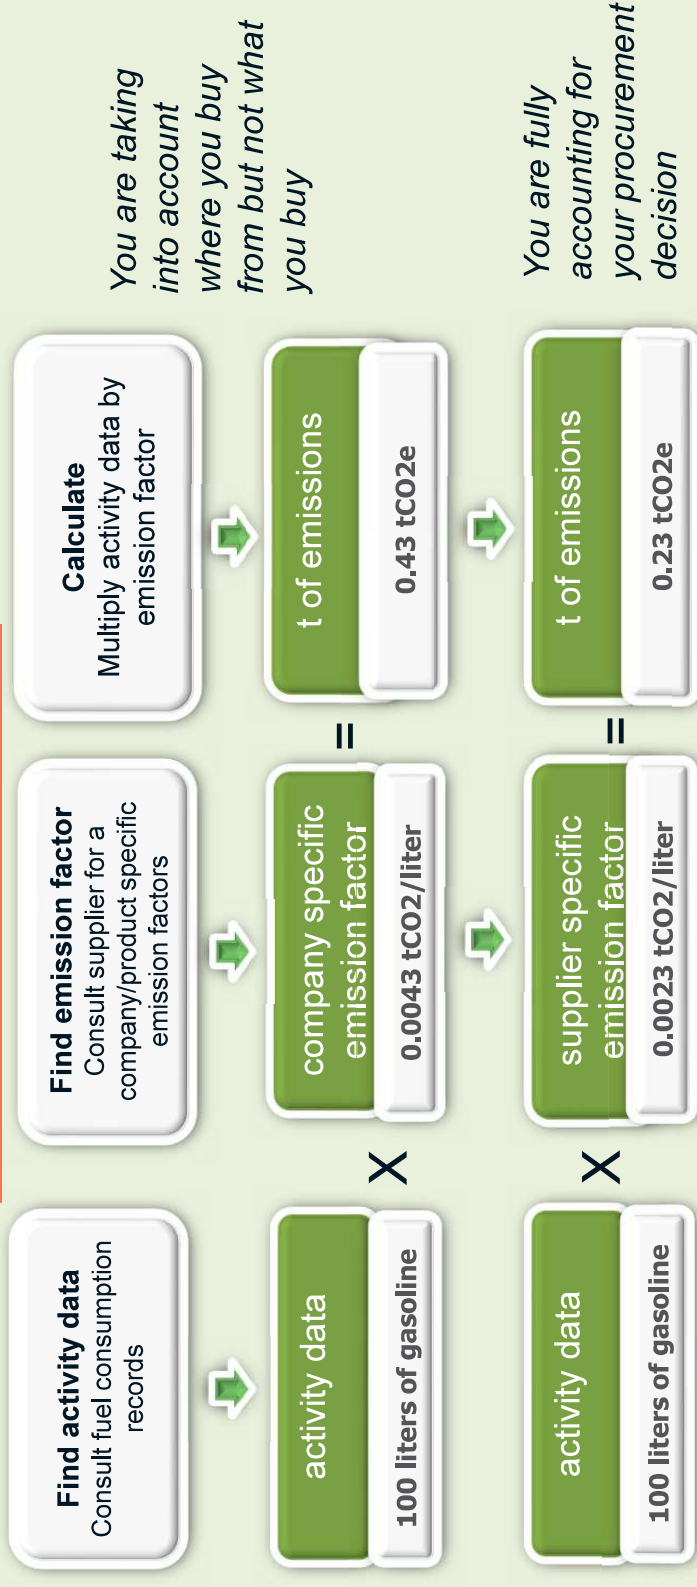 Find activity data
Consult fuel consumption
records
Find emission factor
Consult supplier for a
company/product specific
emission factors
Calculate
Multiply activity data by
emission factor
You are taking
into account
where you buy
from but not what
you buy
activity data
100 liters of gasoline
X
company specific
emission factor
0.0043 tCO2/liter
=
t of emissions
0.43 tCO2e
activity data
100 liters of gasoline
X
supplier specific
emission factor
0.0023 tCO2/liter
=
t of emissions
0.23 tCO2e
You are fully
accounting for
your procurement
decision